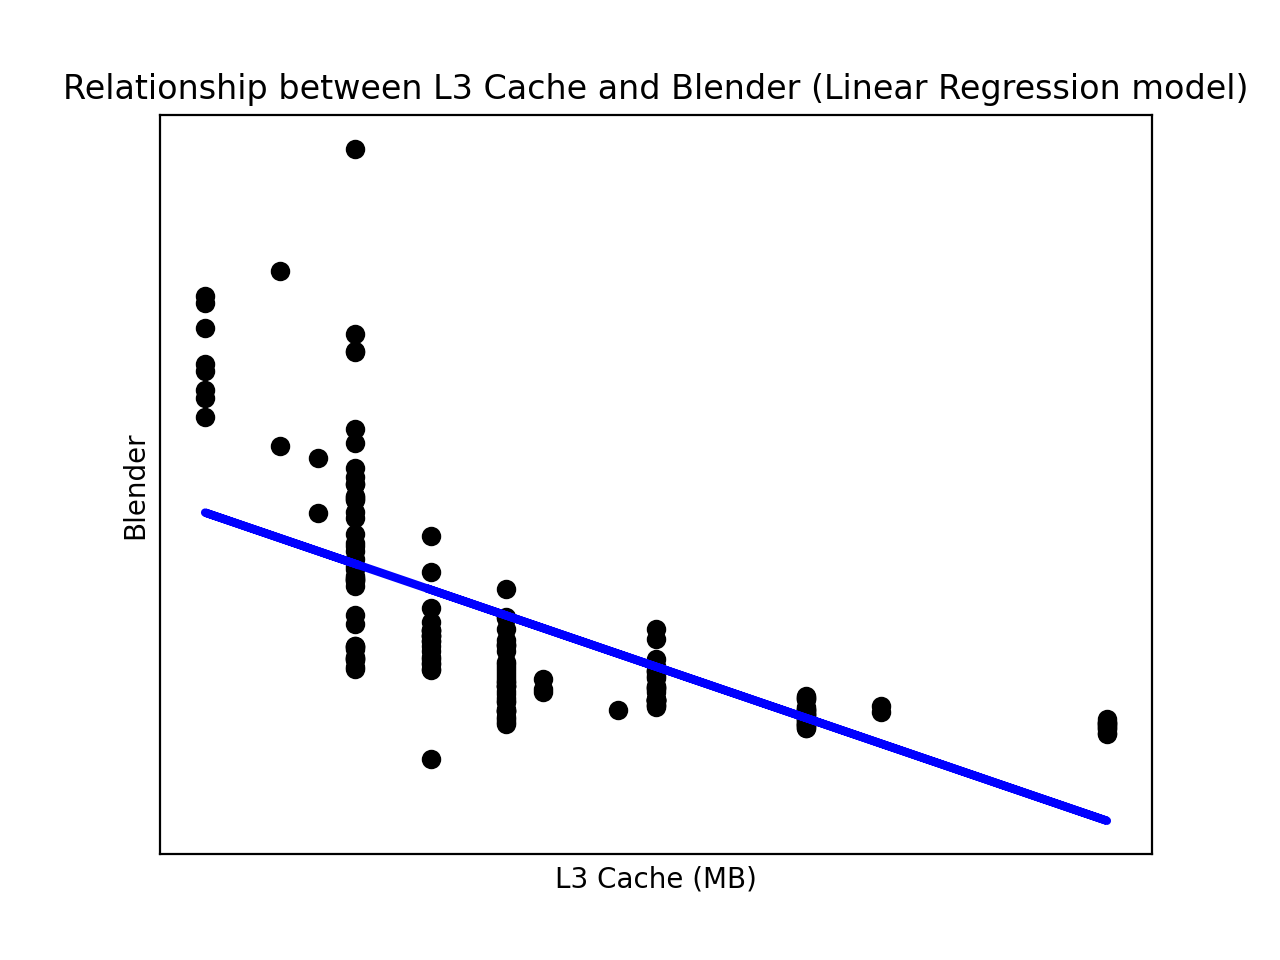 Relationship between L3 Cache and Blender (Linear Regression model)
Blender
L3 Cache (MB)